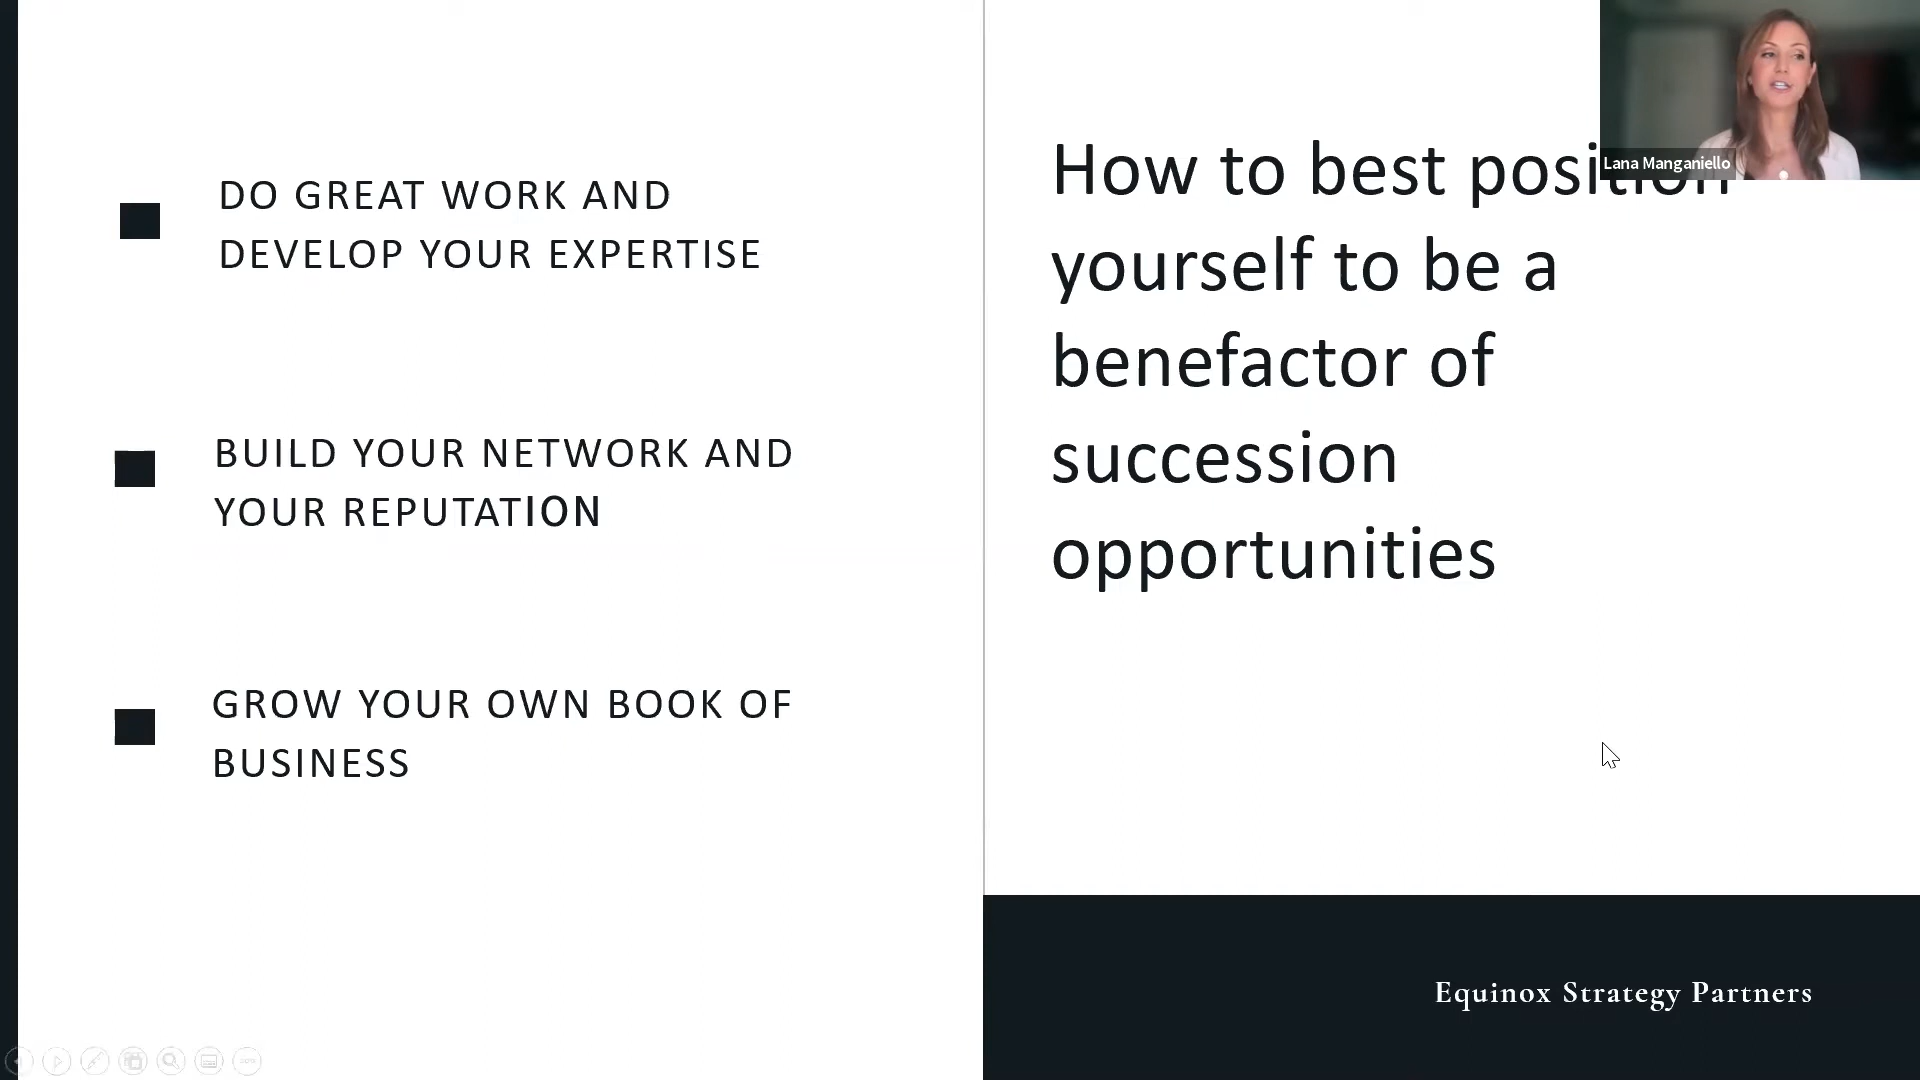 DO GREAT WORK AND
DEVELOP YOUR EXPERTISE
BUILD YOUR NETWORK AND
YOUR REPUTATION
GROW YOUR OWN BOOK OF
BUSINESS
How to best position
yourself to be a
benefactor of
succession
opportunities
Lana Manganiello
Equinox Strategy Partners